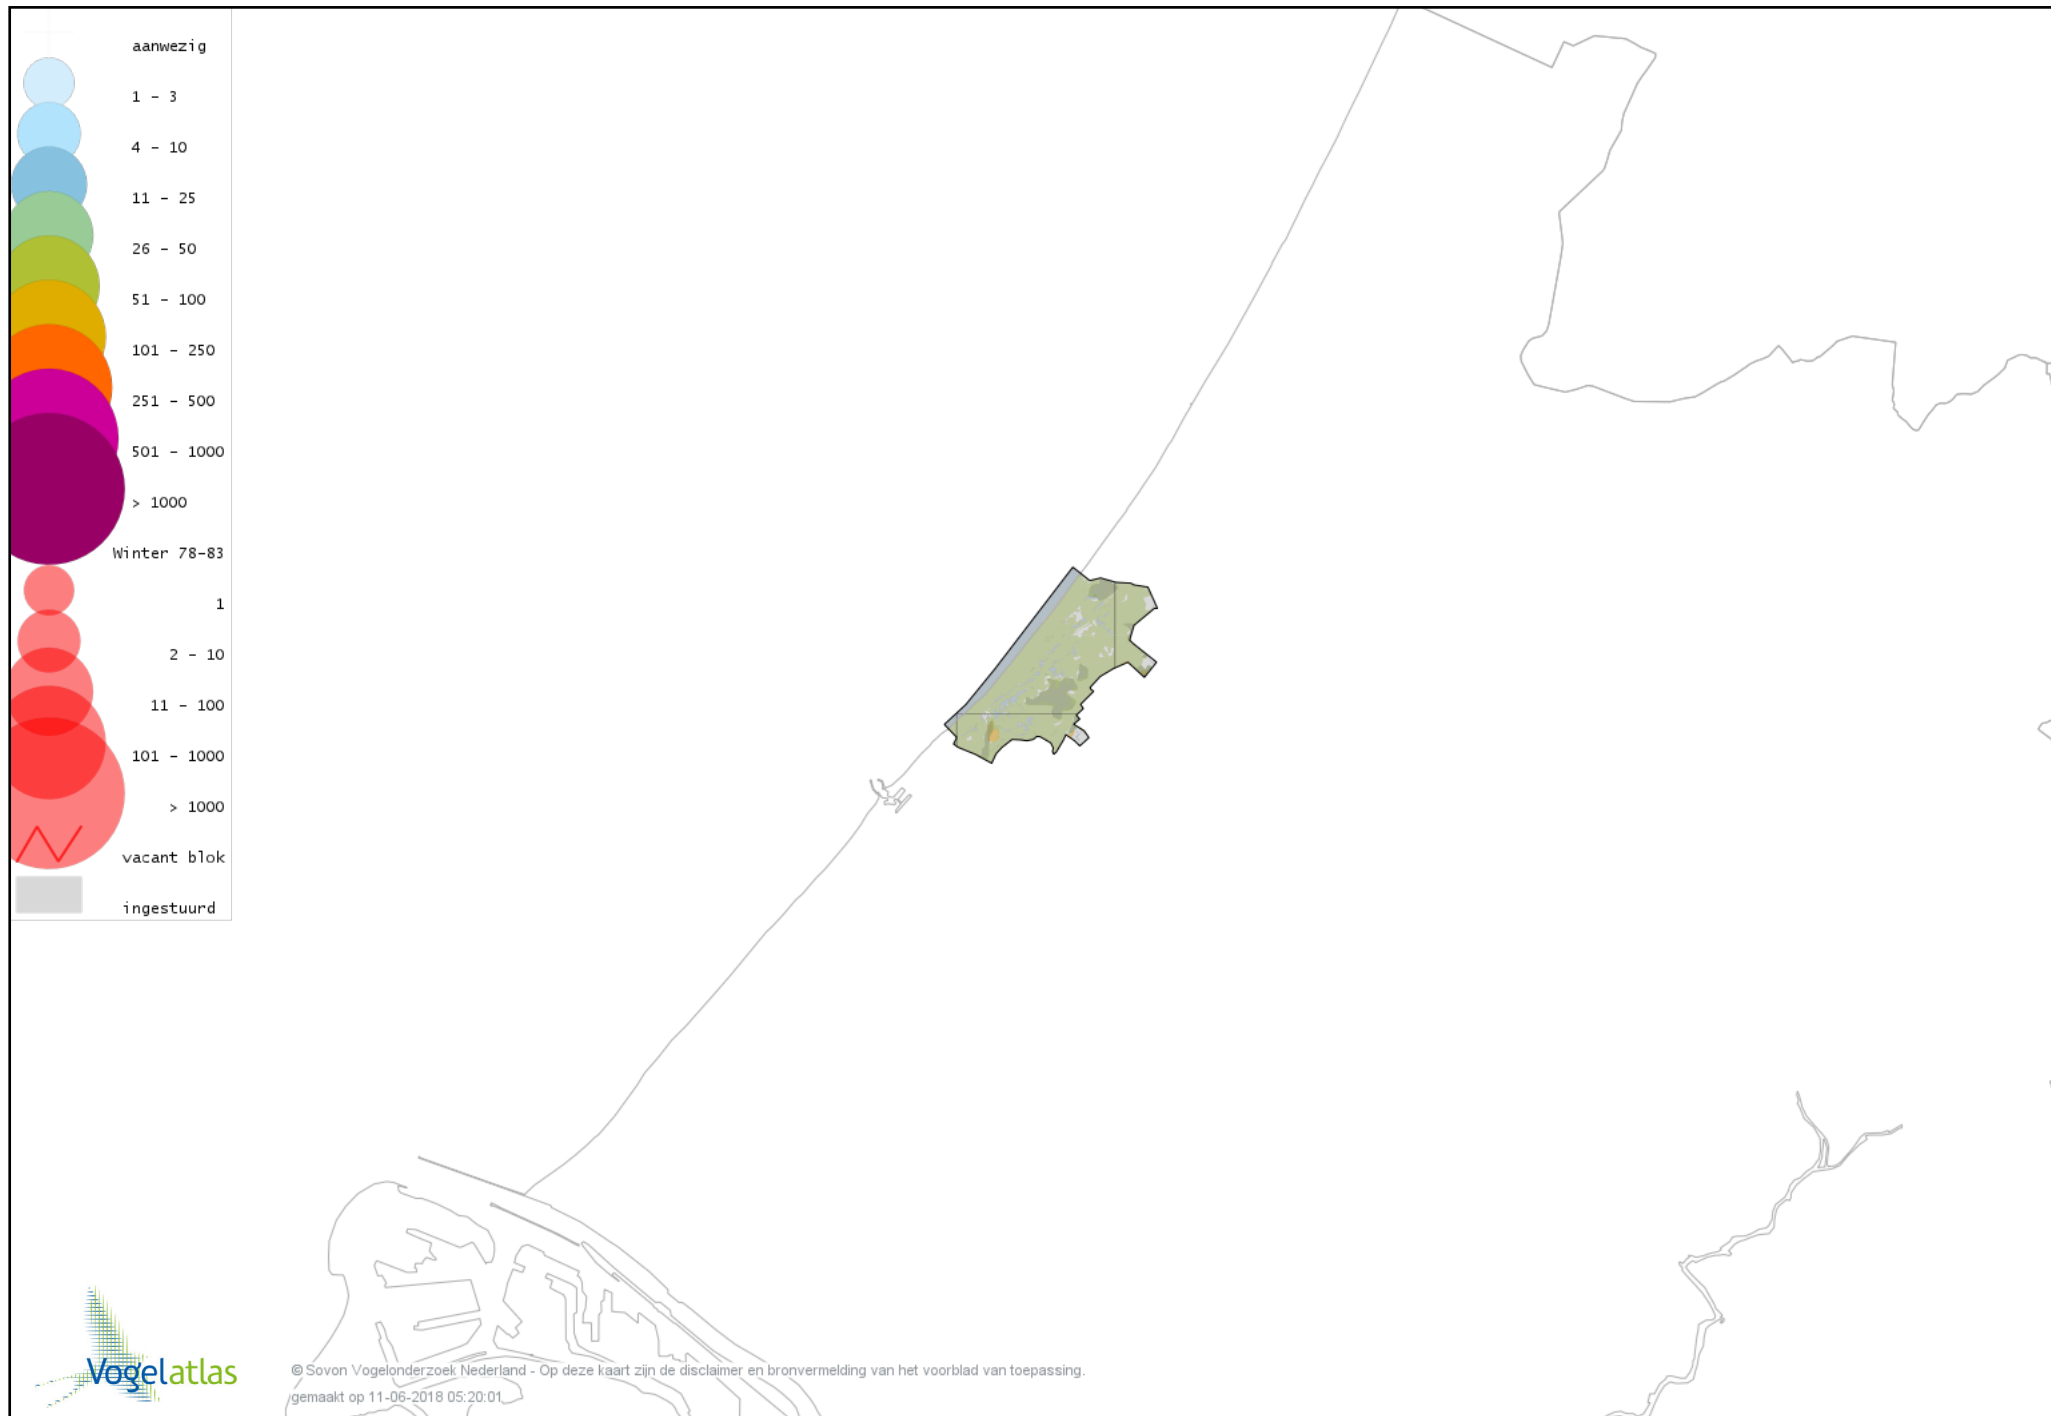 aanwezig
1 - 3
4 - 10
11 - 25
26 - 50
51 - 100
101 - 250
251 - 500
501 - 1000
> 1000
Winter 78-83
1
2 - 10
11 - 100
101 - 1000
> 1000
vacant blok
ingestuurd
Vogelatlas
© Sovon Vogelonderzoek Nederland - Op deze kaart zijn de disclaimer en bronvermelding van het voorblad van toepassing.
gemaakt op 11-06-2018 05:20:01